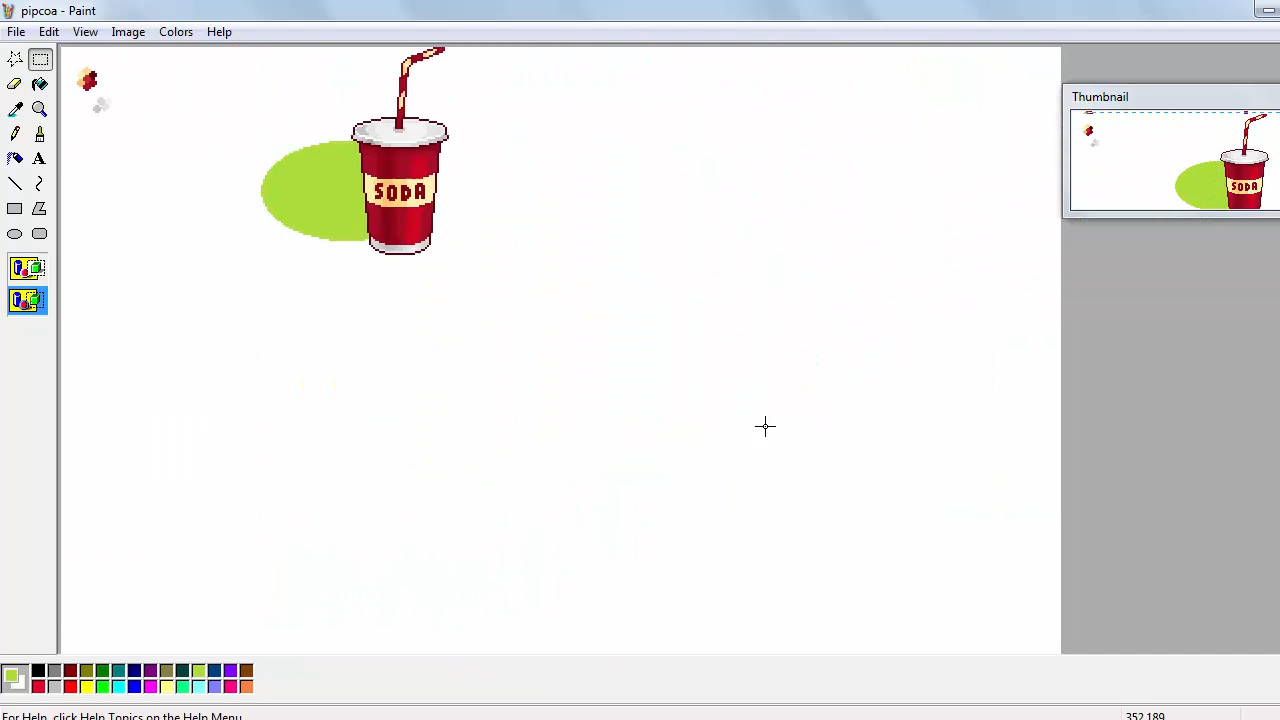 pipcoa - Paint
File Edit View Image Colors Help
Thumbnail
SODA
SODA
A
For Help, click Help Topics on the Help Menu.
352,189